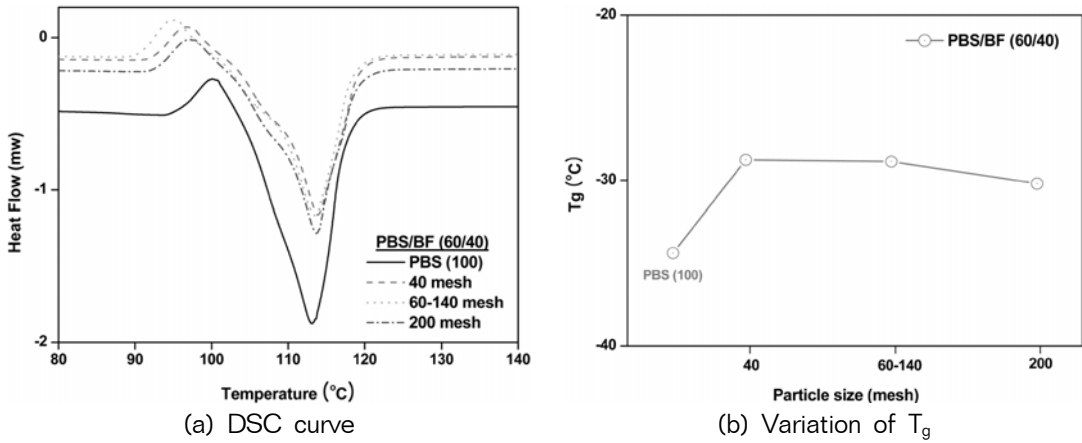 0
-1
-2
Heat Flow (mw)
80 90 100 110 120 130 140
Temperature (°C)
PBS/BF (60/40)
PBS (100)
40 mesh
60-140 mesh
200 mesh
(a) DSC curve
-20
-30
-40
Tg (°C)
PBS/BF (60/40)
PBS (100)
40 60-140 200
Particle size (mesh)
(b) Variation of Tg